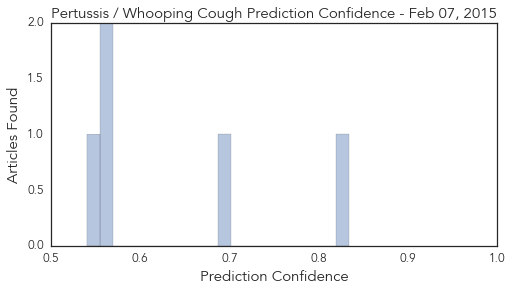 Pertussis / Whooping Cough Prediction Confidence - Feb 07, 2015
2.0
1.5
1.0
0.5
0.0
Articles Found
0.5 0.6 0.7 0.8 0.9 1.0
Prediction Confidence